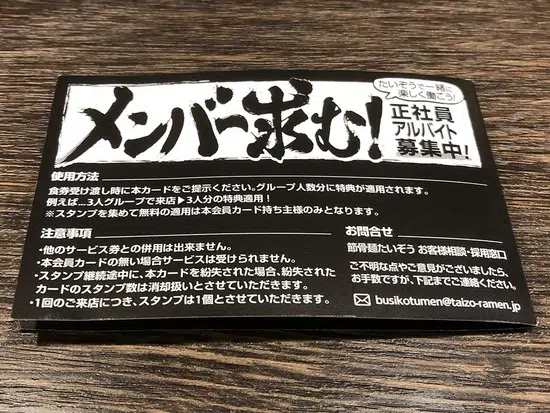 メンバー求む!
たいぞうで一緒に
楽しく働こう!
正社員
アルバイト
募集中!
使用方法
食券受け渡し時に本カードをご提示ください。グループ人数分に特典が適用されます。
例えば…3人グループで来店▶3人分の特典適用!
※スタンプを集めて無料の適用は本会員カード持ち主様のみとなります。
注意事項
・他のサービス券との併用は出来ません。
・本会員カードの無い場合サービスは受けられません。
・スタンプ継続途中に、本カードを紛失された場合、紛失された
カードのスタンプ数は消却扱いとさせていただきます。
・1回のご来店につき、スタンプは1個とさせていただきます。
お問合せ
節骨麺たいぞう お客様相談・採用窓口
ご不明な点やご意見がございましたら、
お手数ですが、下記までご連絡ください。
busikotumen@taizo-ramen.jp